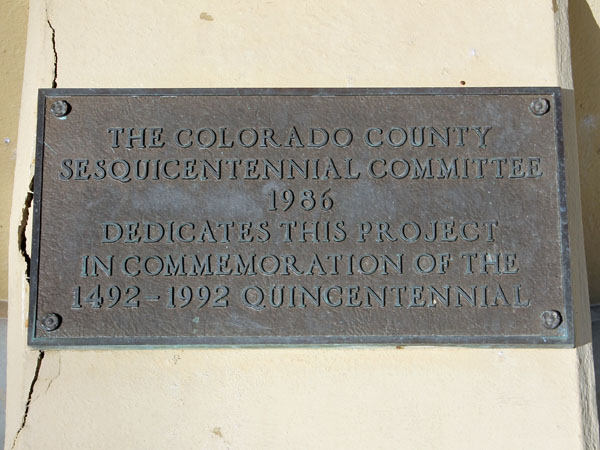 THE COLORADO COUNTY
SESQUICENTENNIAL COMMITTEE
1986
DEDICATES THIS PROJECT
IN COMMEMORATION OF THE
1492-1992 QUINCENTENNIAL